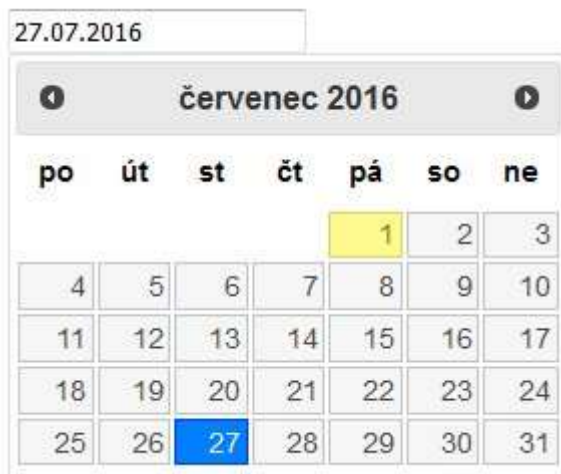 27.07.2016
červenec 2016
po út st čt pá so ne
1 2 3
4 5 6 7 8 9 10
11 12 13 14 15 16 17
18 19 20 21 22 23 24
25 26 27 28 29 30 31